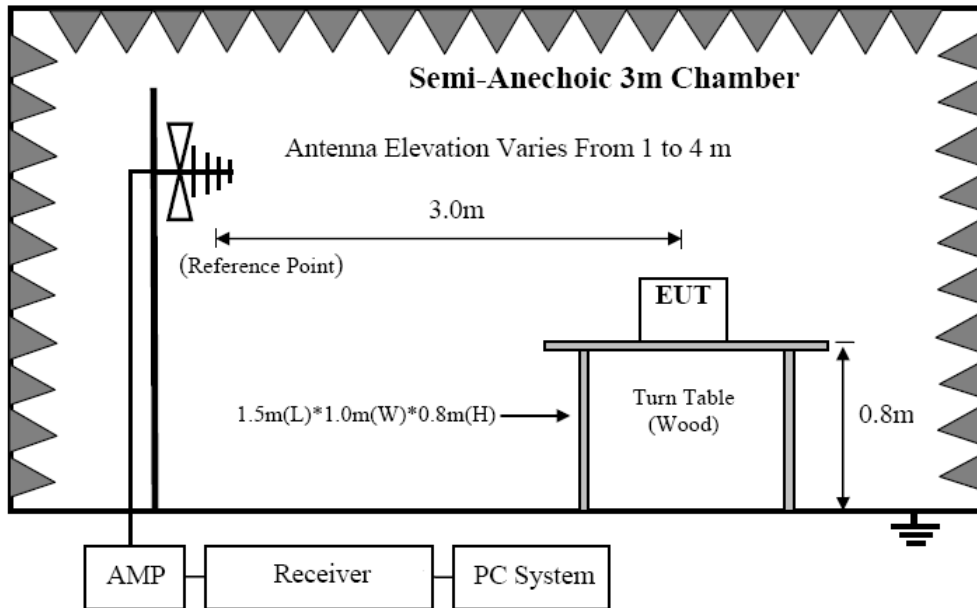 Semi-Anechoic 3m Chamber
Antenna Elevation Varies From 1 to 4 m
3.0m
(Reference Point)
EUT
1.5m(L)*1.0m(W)*0.8m(H)
Turn Table
(Wood)
0.8m
AMP
Receiver
PC System